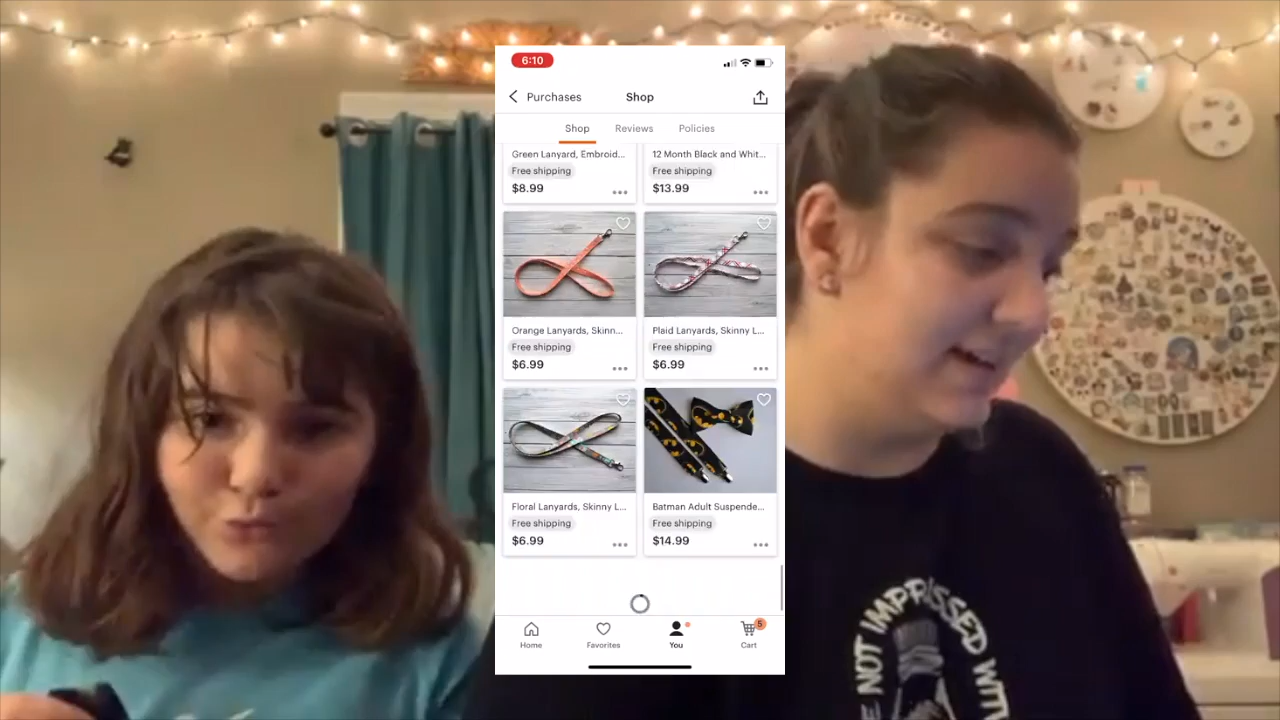 6:10
Purchases
Shop
Shop Reviews Policies
Green Lanyard, Embroid...
Free shipping
$8.99
12 Month Black and Whit...
Free shipping
$13.99
Orange Lanyards, Skinn...
Free shipping
$6.99
Plaid Lanyards, Skinny L...
Free shipping
$6.99
Floral Lanyards, Skinny L...
Free shipping
$6.99
Batman Adult Suspende...
Free shipping
$14.99
Home Favorites You Cart
5
NOT IMPRESSED